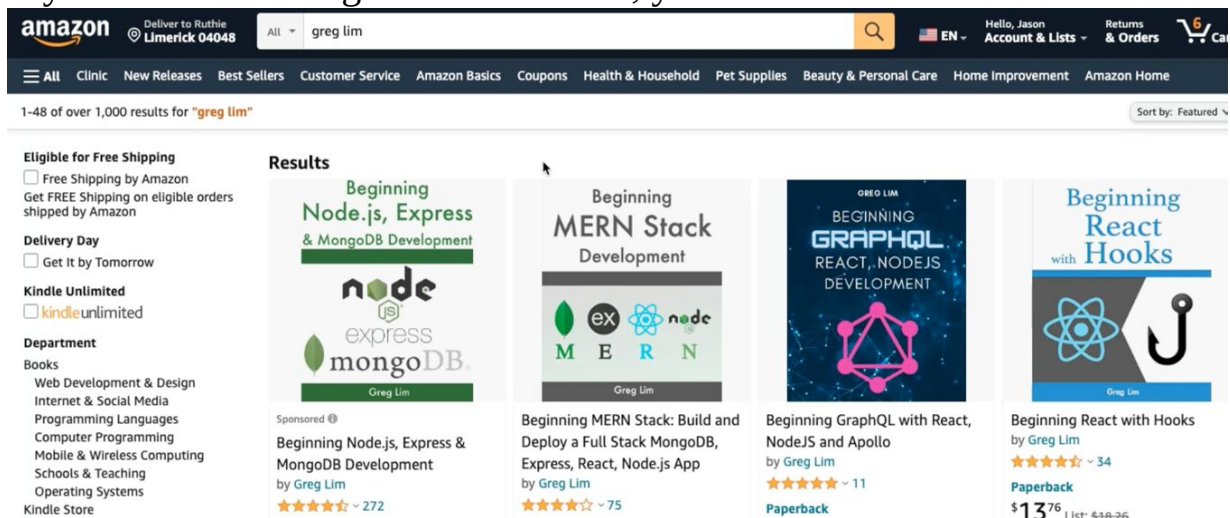 amazon
Deliver to Ruthie
Limerick 04048
All
greg lim
EN
Hello, Jason
Account & Lists
Returns
& Orders
6
All Clinic New Releases Best Sellers Customer Service Amazon Basics Coupons Health & Household Pet Supplies Beauty & Personal Care Home Improvement Amazon Home
1-48 of over 1,000 results for "greg lim"
Sort by: Featured
Eligible for Free Shipping
Free Shipping by Amazon
Get FREE Shipping on eligible orders
shipped by Amazon
Delivery Day
Get It by Tomorrow
Kindle Unlimited
kindleunlimited
Department
Books
Web Development & Design
Internet & Social Media
Programming Languages
Computer Programming
Mobile & Wireless Computing
Schools & Teaching
Operating Systems
Kindle Store
Results
Beginning
Node.js, Express
& MongoDB Development
node
JS
express
mongoDB.
Greg Lim
Sponsored
Beginning Node.js, Express &
MongoDB Development
by Greg Lim
272
Beginning
MERN Stack
Development
ex
node
M E R N
Greg Lim
Beginning MERN Stack: Build and
Deploy a Full Stack MongoDB,
Express, React, Node.js App
by Greg Lim
75
GREG LIM
BEGINNING
GRAPHQL
REACT, NODEJS
DEVELOPMENT
Beginning GraphQL with React,
NodeJS and Apollo
by Greg Lim
11
Paperback
Beginning
React
with Hooks
Greg Lim
Beginning React with Hooks
by Greg Lim
34
Paperback
$1376 List: $18.26